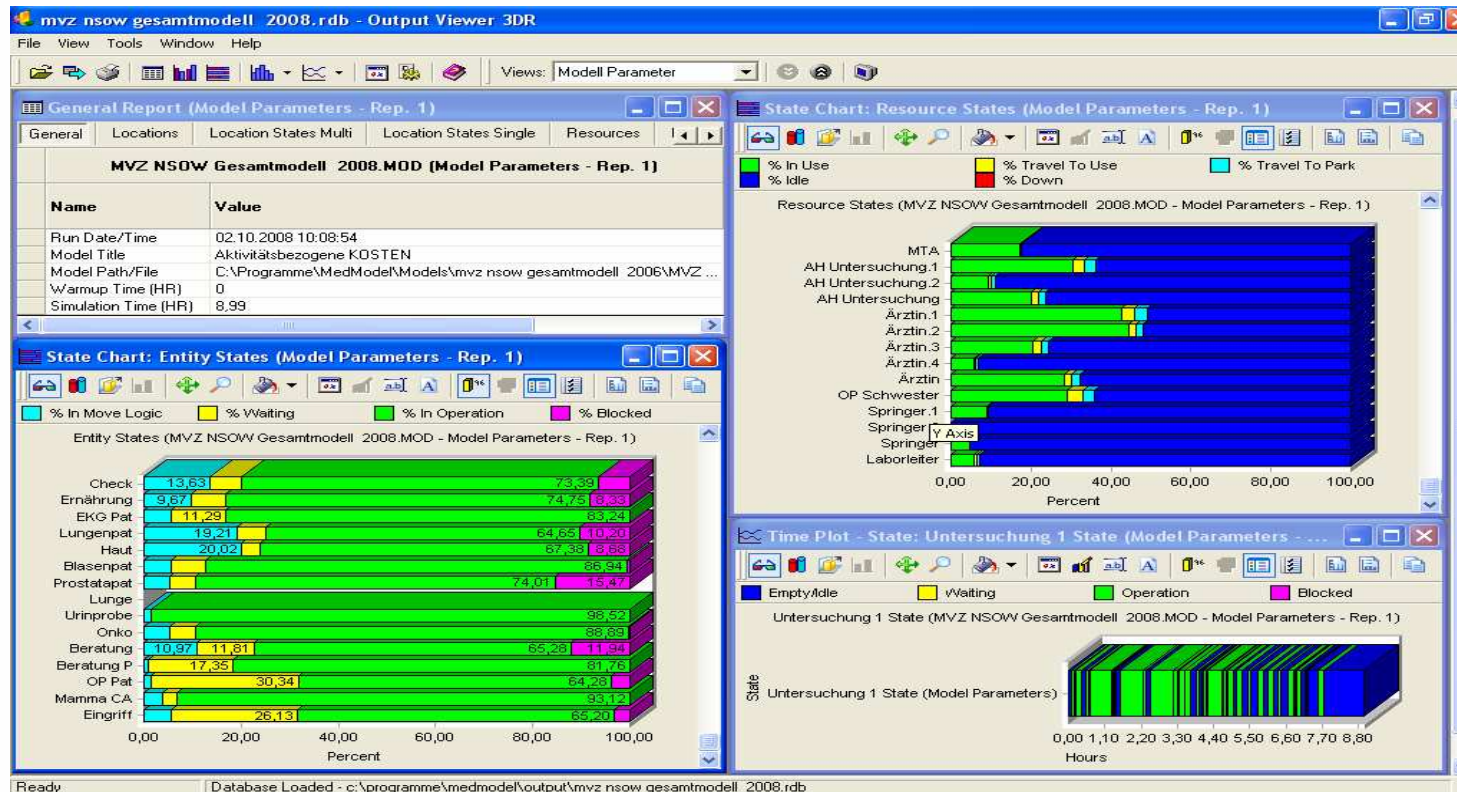 mvz nsow gesamtmodell 2008.rdb - Output Viewer 3DR
File View Tools Window Help
Views: Modell Parameter
General Report (Model Parameters - Rep. 1)
General Locations Location States Multi Location States Single Resources
MVZ NSOW Gesamtmodell 2008.MOD (Model Parameters - Rep. 1)
Name Value
Run Date/Time 02.10.2008 10:08:54
Model Title Aktivitätsbezogene KOSTEN
Model Path/File C:\Programme\MedModel\Models\mvz nsow gesamtmodell 2006\MVZ ...
Warmup Time (HR) 0
Simulation Time (HR) 8,99
State Chart: Entity States (Model Parameters - Rep. 1)
% In Move Logic % Waiting % In Operation % Blocked
Entity States (MVZ NSOW Gesamtmodell 2008.MOD - Model Parameters - Rep. 1)
Check 13,63 73,39
Ernährung 9,67 74,75 8,33
EKG Pat 11,29 83,24
Lungenpat 19,21 64,65 10,20
Haut 20,02 67,38 8,68
Blasenpat 86,94
Prostatapat 74,01 15,47
Lunge
Urinprobe 98,52
Onko 88,89
Beratung 10,97 11,81 65,28 11,94
Beratung P 17,35 81,76
OP Pat 30,34 64,28
Mamma CA 93,12
Eingriff 26,13 65,20
0,00 20,00 40,00 60,00 80,00 100,00
Percent
State Chart: Resource States (Model Parameters - Rep. 1)
% In Use % Travel To Use % Travel To Park
% Idle % Down
Resource States (MVZ NSOW Gesamtmodell 2008.MOD - Model Parameters - Rep. 1)
MTA
AH Untersuchung.1
AH Untersuchung.2
AH Untersuchung
Ärztin.1
Ärztin.2
Ärztin.3
Ärztin.4
Ärztin
OP Schwester
Springer.1
Springer
Y Axis
Springer
Laborleiter
0,00 20,00 40,00 60,00 80,00 100,00
Percent
Time Plot - State: Untersuchung 1 State (Model Parameters - ...
Empty/Idle Waiting Operation Blocked
Untersuchung 1 State (MVZ NSOW Gesamtmodell 2008.MOD - Model Parameters - Rep. 1)
State
Untersuchung 1 State (Model Parameters)
0,00 1,10 2,20 3,30 4,40 5,50 6,60 7,70 8,80
Hours
Ready Database Loaded - c:\programme\medmodel\output\mvz nsow gesamtmodell 2008.rdb